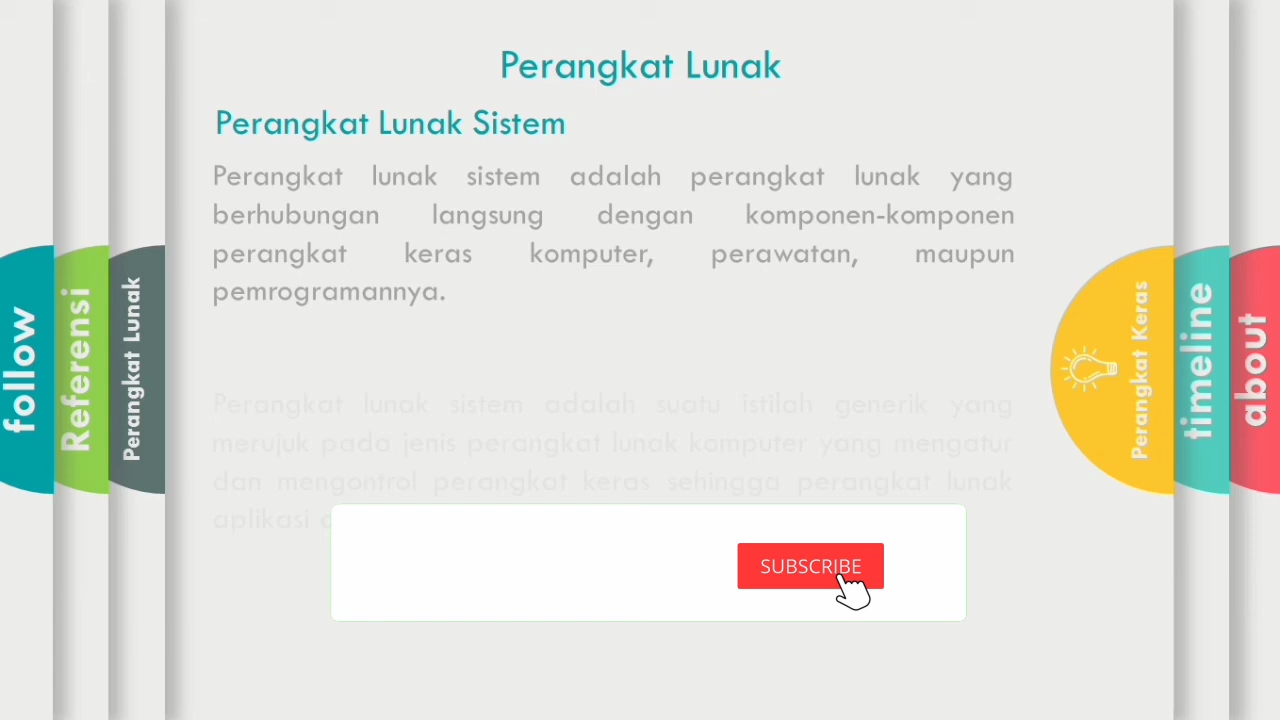 Perangkat Lunak
Perangkat Lunak Sistem
Perangkat lunak sistem adalah perangkat lunak yang
berhubungan langsung dengan komponen-komponen
perangkat keras komputer, perawatan, maupun
pemrogramannya.
Perangkat lunak sistem adalah suatu istilah generik yang
merujuk pada jenis perangkat lunak komputer yang mengatur
dan mengontrol perangkat keras sehingga perangkat lunak
aplikasi
SUBSCRIBE
follow
Referensi
Perangkat Lunak
Perangkat Keras
timeline
about